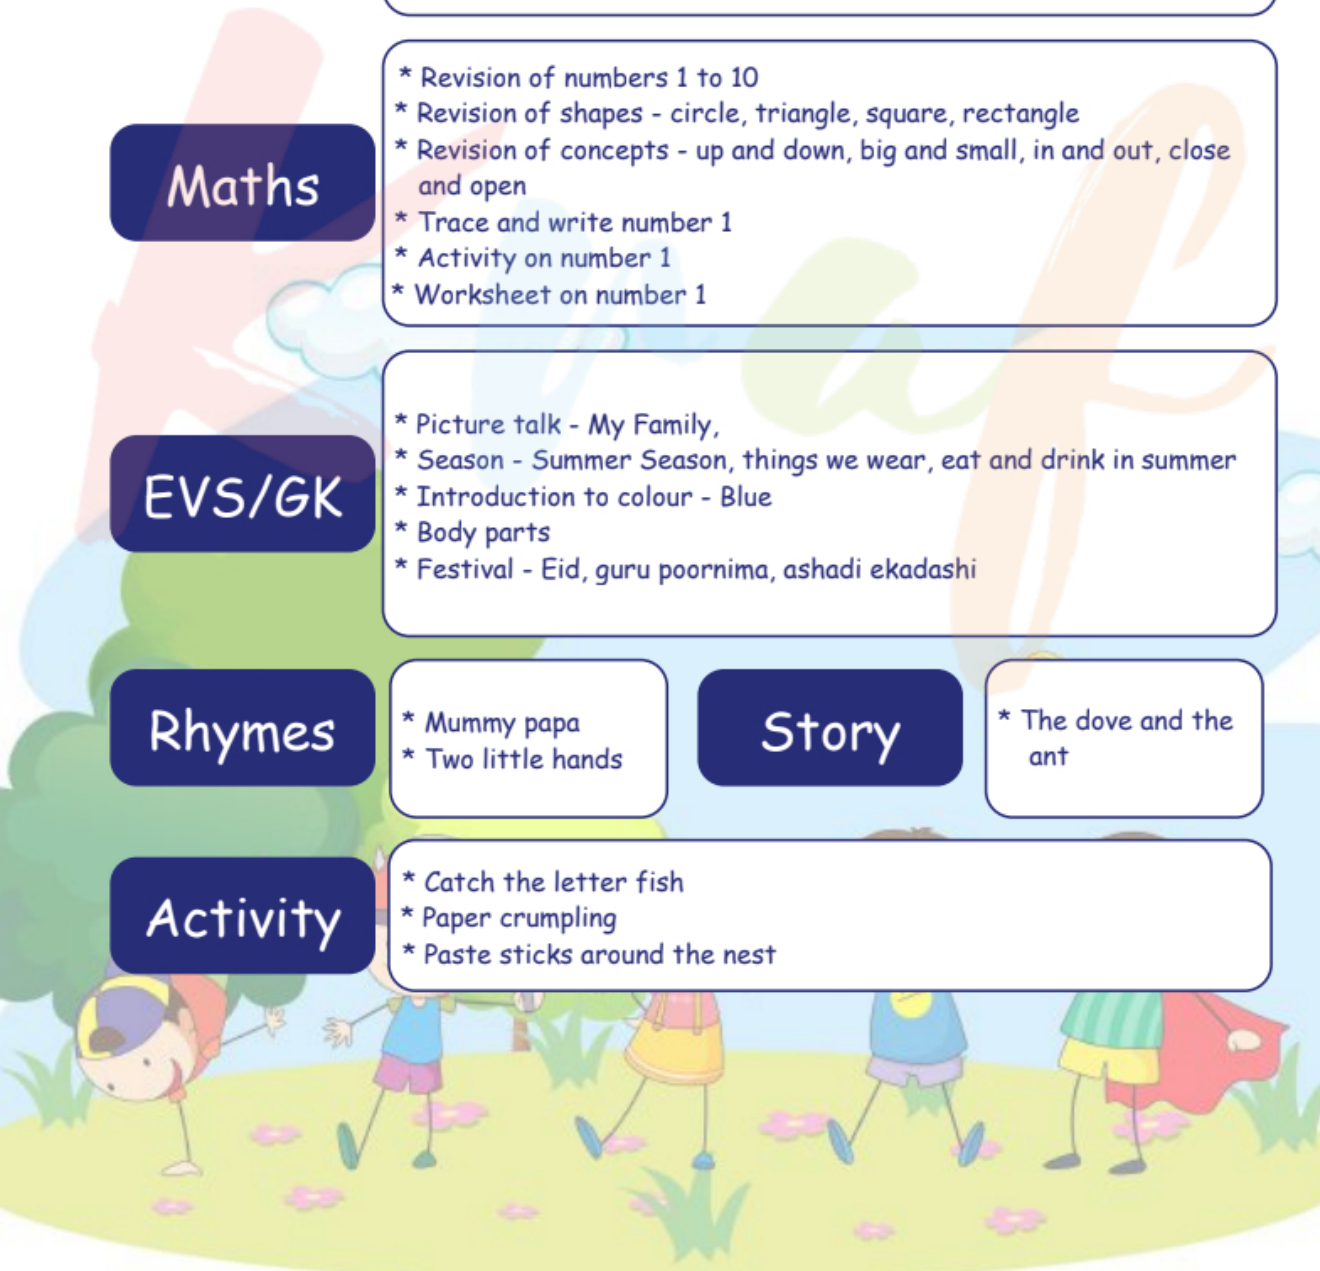 Maths
* Revision of numbers 1 to 10
* Revision of shapes - circle, triangle, square, rectangle
* Revision of concepts - up and down, big and small, in and out, close
and open
* Trace and write number 1
* Activity on number 1
* Worksheet on number 1
EVS/GK
* Picture talk - My Family,
* Season - Summer Season, things we wear, eat and drink in summer
* Introduction to colour - Blue
* Body parts
* Festival - Eid, guru poornima, ashadi ekadashi
Rhymes
* Mummy papa
* Two little hands
Story
* The dove and the
ant
Activity
* Catch the letter fish
* Paper crumpling
* Paste sticks around the nest